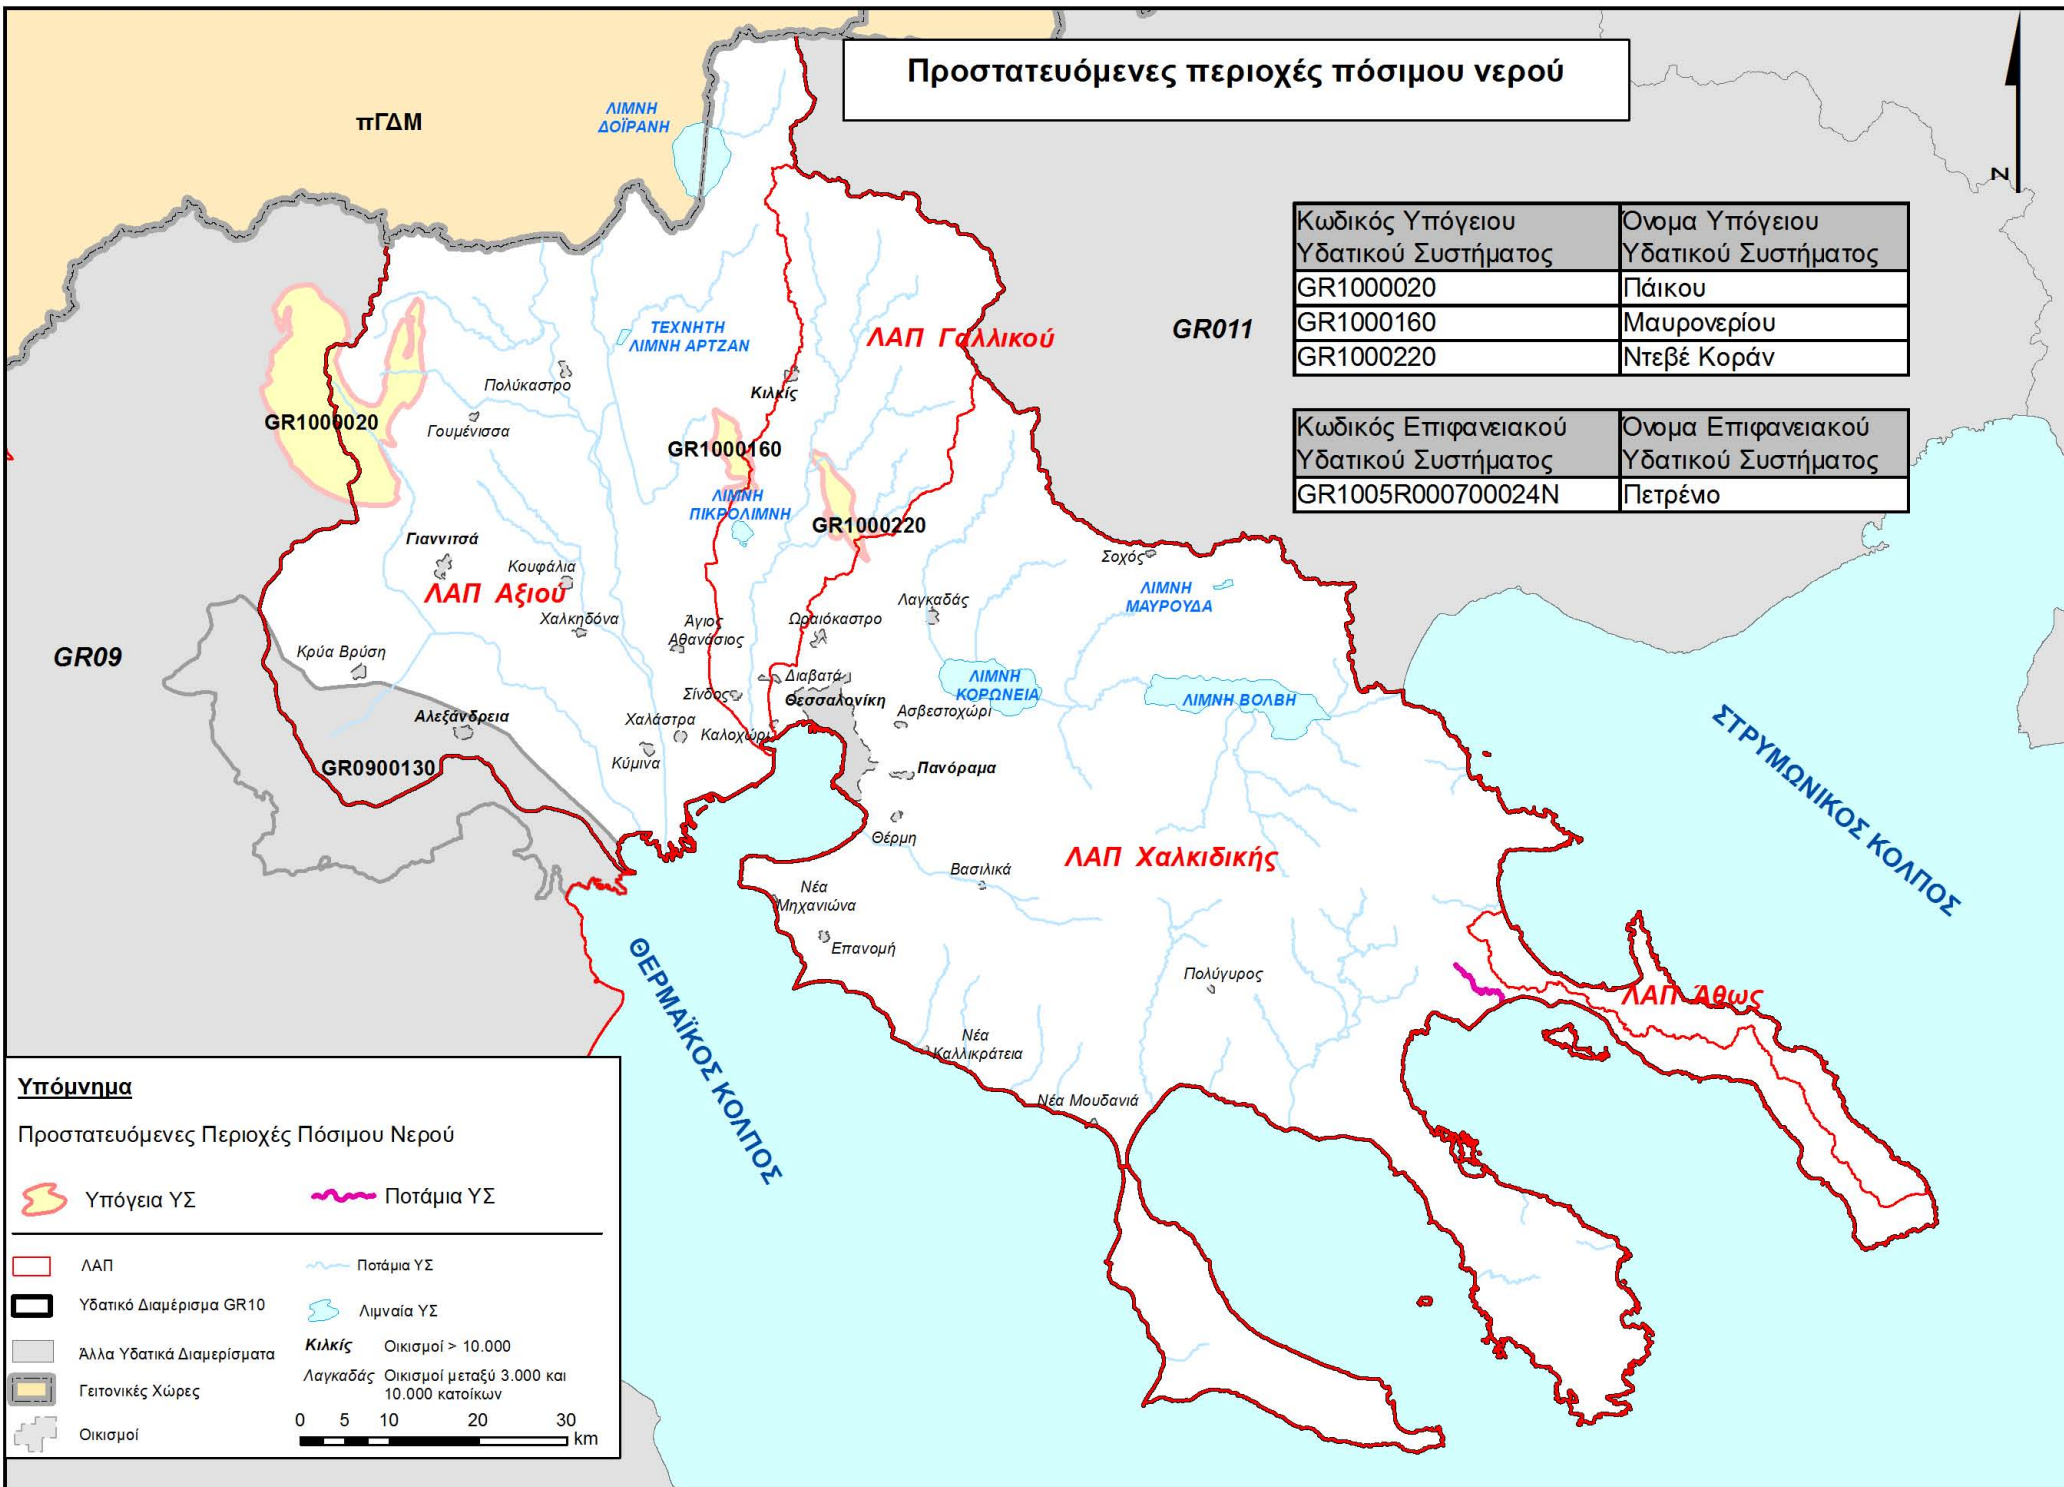 Προστατευόμενες περιοχές πόσιμου νερού
πΓΔΜ
ΛΙΜΝΗ
ΔΟΪΡΑΝΗ
N
Κωδικός Υπόγειου
Υδατικού Συστήματος
Όνομα Υπόγειου
Υδατικού Συστήματος
GR1000020
Πάικου
GR1000160
Μαυρονερίου
GR1000220
Ντεβέ Κοράν
Κωδικός Επιφανειακού
Υδατικού Συστήματος
Όνομα Επιφανειακού
Υδατικού Συστήματος
GR1005R000700024N
Πετρένιο
ΤΕΧΝΗΤΗ
ΛΙΜΝΗ ΑΡΤΖΑΝ
ΛΑΠ Γαλλικού
GR011
Πολύκαστρο
Κιλκίς
GR1000020
Γουμένισσα
GR1000160
ΛΙΜΝΗ
ΠΙΚΡΟΛΙΜΝΗ
GR1000220
Γιαννιτσά
Κουφάλια
ΛΑΠ Αξιού
Σοχός
ΛΙΜΝΗ
ΜΑΥΡΟΥΔΑ
Λαγκαδάς
Χαλκηδόνα
Άγιος
Αθανάσιος
Ωραιόκαστρο
GR09
Κρύα Βρύση
Διαβατά
ΛΙΜΝΗ
ΚΟΡΩΝΕΙΑ
ΛΙΜΝΗ ΒΟΛΒΗ
Σίνδος
Θεσσαλονίκη
Ασβεστοχώρι
Αλεξάνδρεια
Χαλάστρα
Καλοχώρι
Κύμινα
GR0900130
Πανόραμα
ΣΤΡΥΜΩΝΙΚΟΣ ΚΟΛΠΟΣ
Θέρμη
ΛΑΠ Χαλκιδικής
Βασιλικά
Νέα
Μηχανιώνα
Επανομή
ΘΕΡΜΑΪΚΟΣ ΚΟΛΠΟΣ
Πολύγυρος
ΛΑΠ Άθως
Νέα
Καλλικράτεια
Νέα Μουδανιά
Υπόμνημα
Προστατευόμενες Περιοχές Πόσιμου Νερού
Υπόγεια ΥΣ
Ποτάμια ΥΣ
ΛΑΠ
Ποτάμια ΥΣ
Υδατικό Διαμέρισμα GR10
Λιμναία ΥΣ
Άλλα Υδατικά Διαμερίσματα
Κιλκίς Οικισμοί > 10.000
Γειτονικές Χώρες
Λαγκαδάς Οικισμοί μεταξύ 3.000 και
10.000 κατοίκων
Οικισμοί
0 5 10 20 30
km